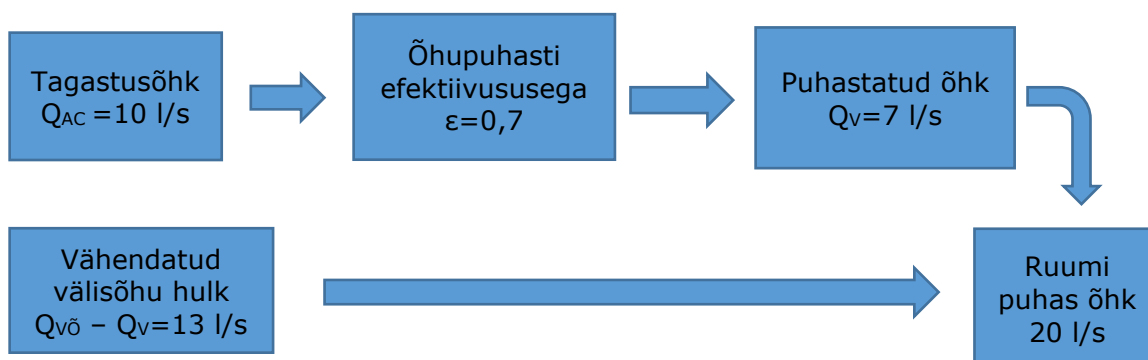 Tagastusõhk
QAC =10 l/s
Õhupuhasti
efektiivususega
ε=0,7
Puhastatud õhk
QV=7 l/s
Vähendatud
välisõhu hulk
QVÕ – QV=13 l/s
Ruumi
puhas õhk
20 l/s